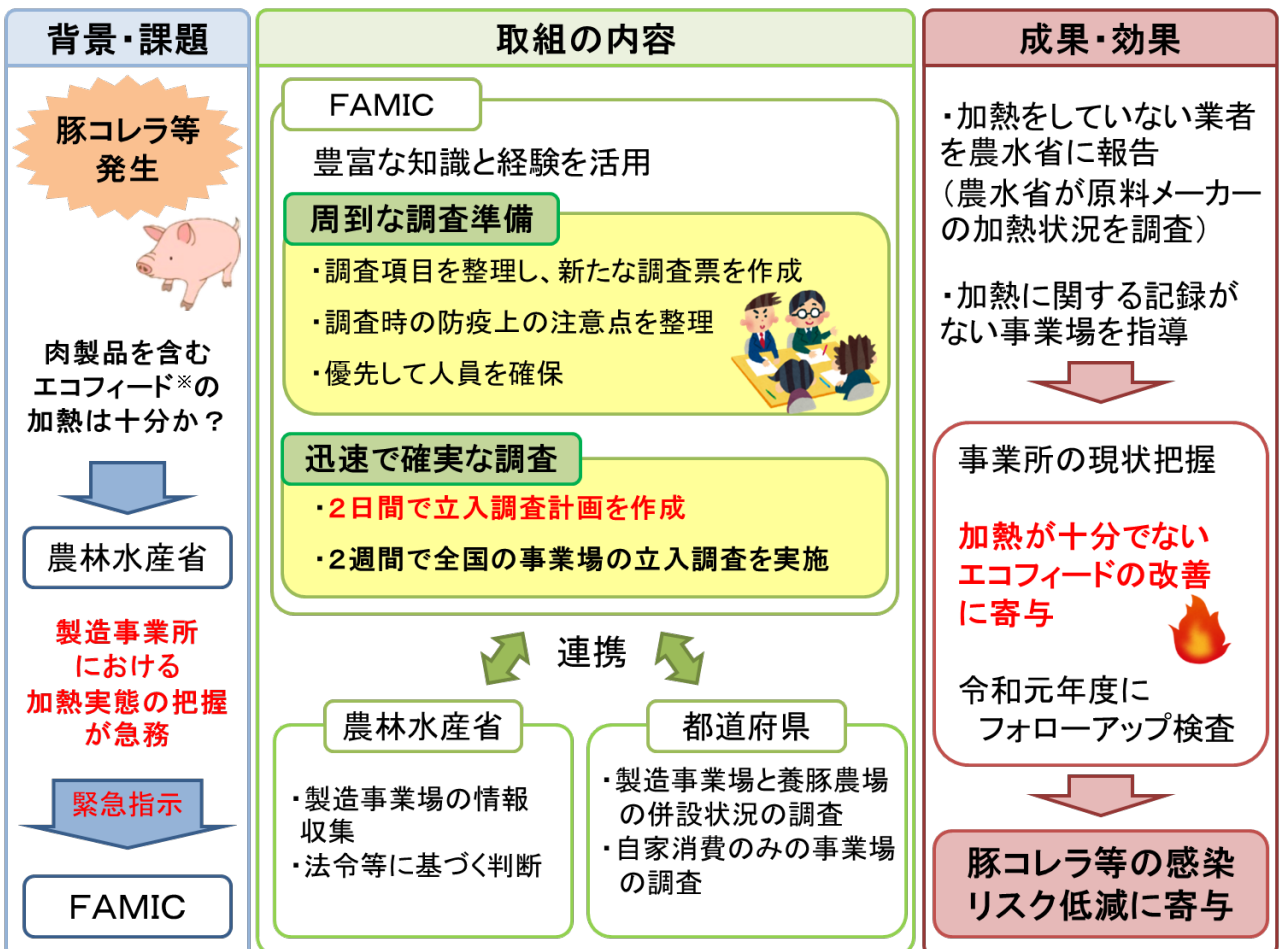 背景・課題
豚コレラ等
発生
肉製品を含む
エコフィード※の
加熱は十分か？
農林水産省
製造事業所
における
加熱実態の把握
が急務
緊急指示
FAMIC
取組の内容
FAMIC
豊富な知識と経験を活用
周到な調査準備
・調査項目を整理し、新たな調査票を作成
・調査時の防疫上の注意点を整理
・優先して人員を確保
迅速で確実な調査
・２日間で立入調査計画を作成
・２週間で全国の事業場の立入調査を実施
連携
農林水産省
・製造事業場の情報
収集
・法令等に基づく判断
都道府県
・製造事業場と養豚農場
の併設状況の調査
・自家消費のみの事業場
の調査
成果・効果
・加熱をしていない業者
を農水省に報告
（農水省が原料メーカー
の加熱状況を調査）
・加熱に関する記録が
ない事業場を指導
事業所の現状把握
加熱が十分でない
エコフィードの改善
に寄与
令和元年度に
フォローアップ検査
豚コレラ等の感染
リスク低減に寄与